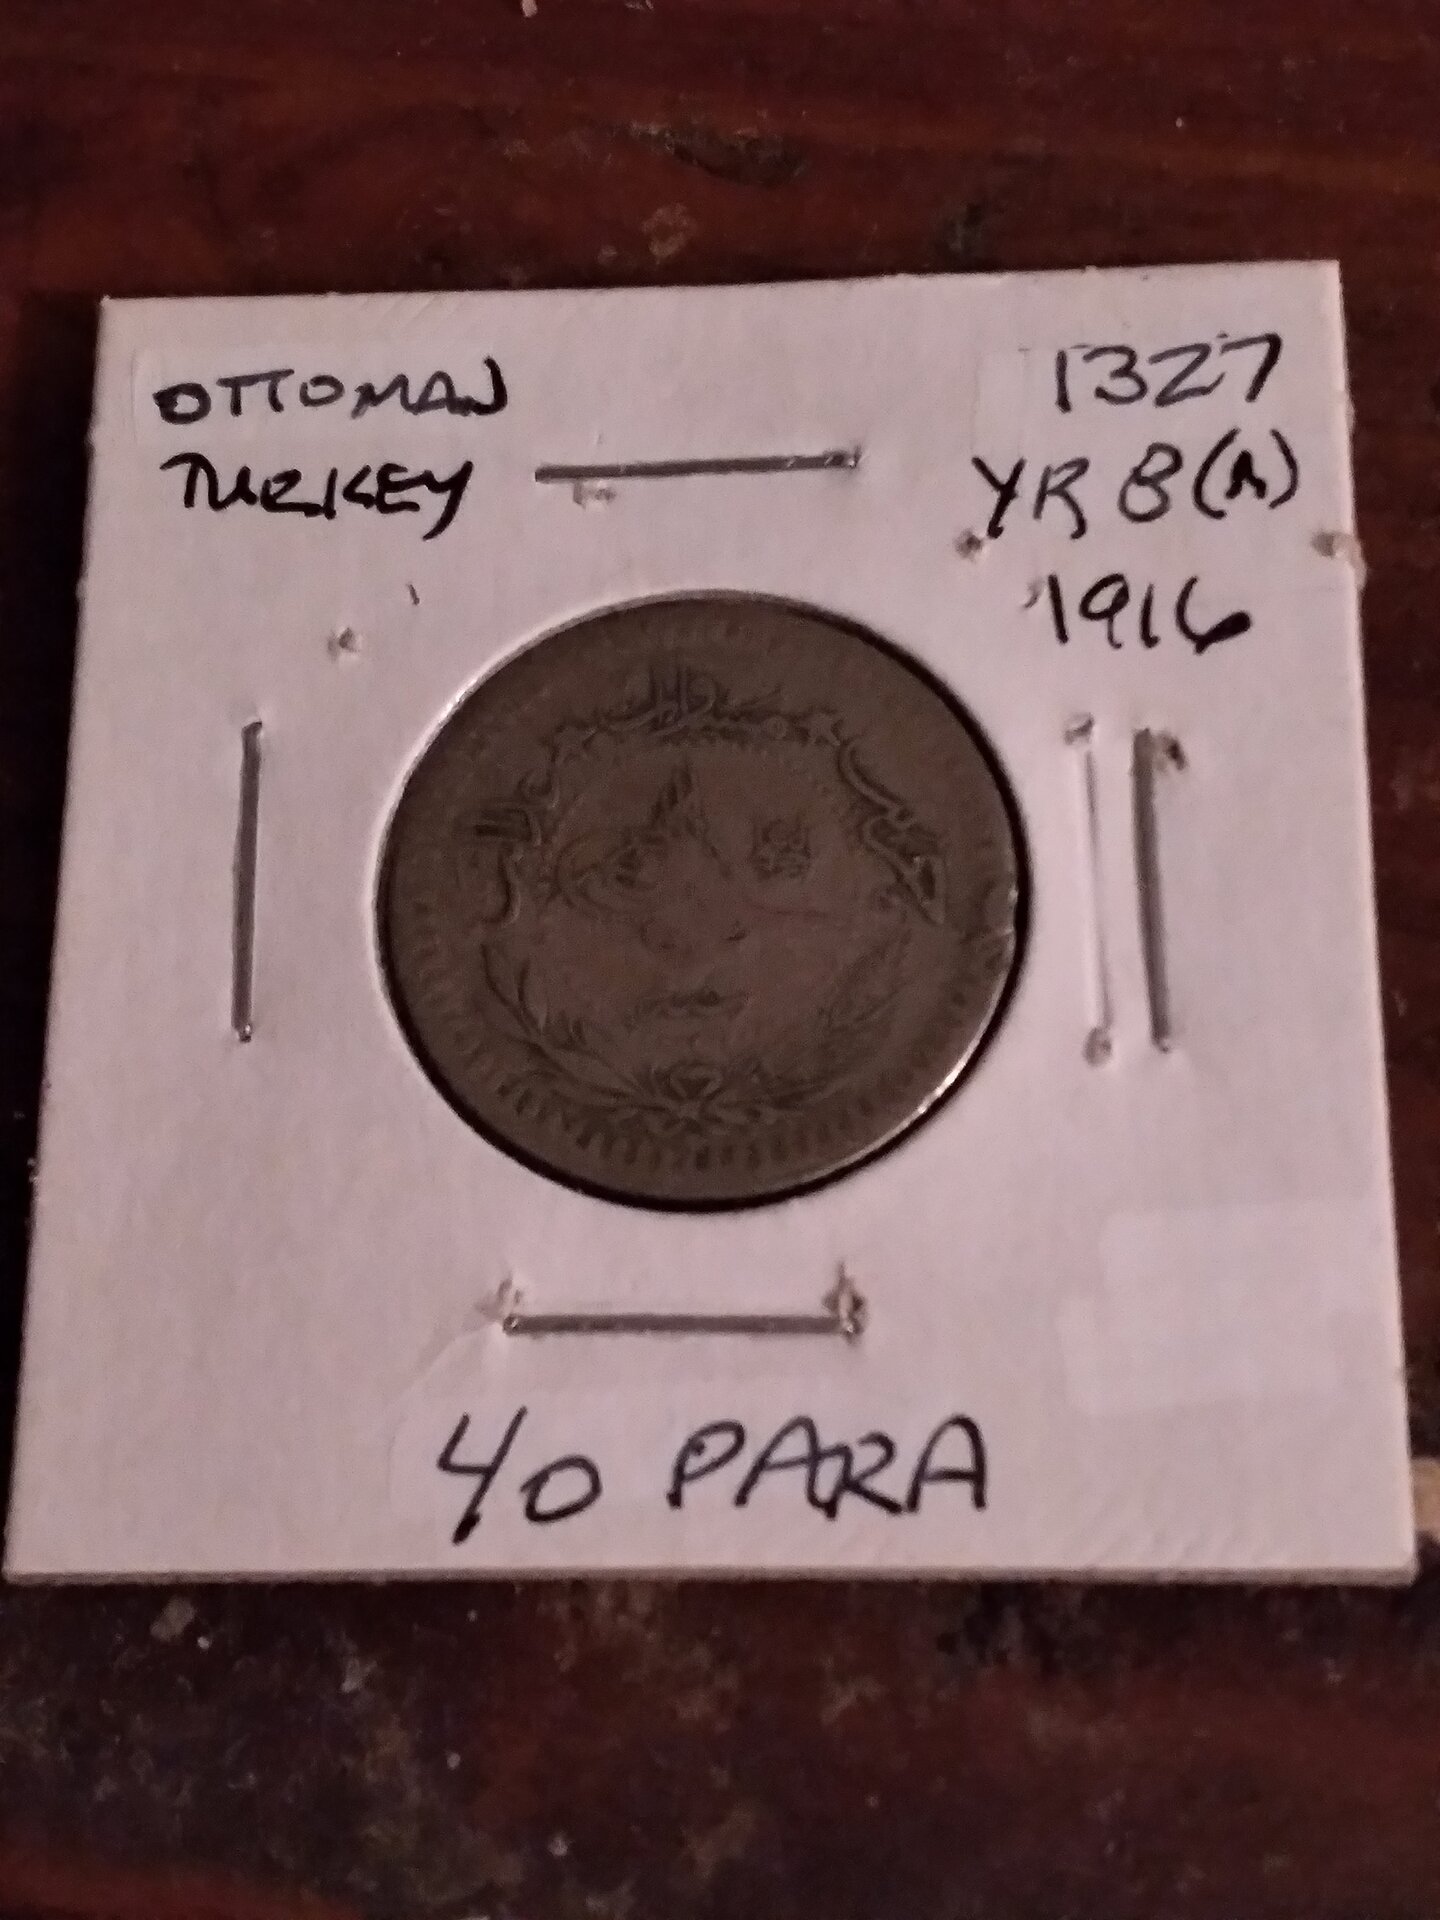 OTTOMAN
TURKEY
1327
YR 8 (A)
1916
40 PARA